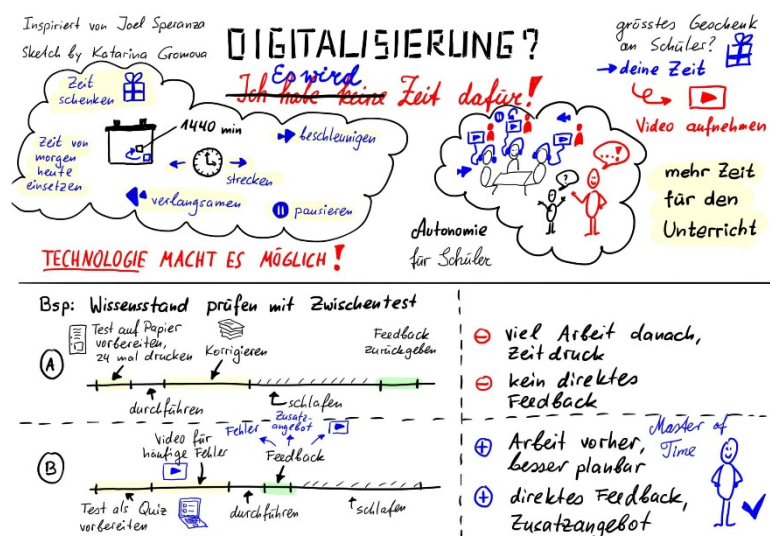 Inspiriert von Joel Speranza
Sketch by Katarina Gromova
DIGITALISIERUNG?
Es wird
Ich habe keine Zeit dafür!
grösstes Geschenk
an Schüler?
→ deine Zeit
Video aufnehmen
Zeit
schenken
1440 min
Zeit von
morgen
heute
einsetzen
beschleunigen
strecken
verlangsamen
pausieren
TECHNOLOGIE MACHT ES MÖGLICH!
?
...!
Autonomie
für Schüler
mehr Zeit
für den
Unterricht
Bsp: Wissensstand prüfen mit Zwischentest
A
Test auf Papier
vorbereiten,
24 mal drucken
Korrigieren
Feedback
zurückgeben
durchführen
schlafen
⊖ viel Arbeit danach,
Zeitdruck
⊖ kein direktes
Feedback
B
Video für
häufige Fehler
Fehler
Zusatz-
angebot
Feedback
Test als Quiz
vorbereiten
durchführen
schlafen
⊕ Arbeit vorher,
besser planbar
⊕ direktes Feedback,
Zusatzangebot
Master of
Time